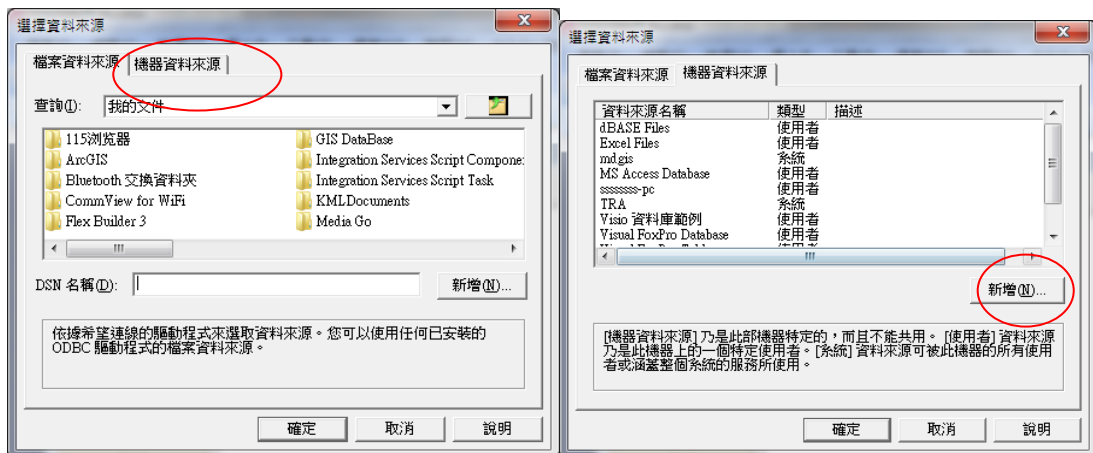 選擇資料來源
檔案資料來源 機器資料來源
查詢(I): 我的文件
115浏览器
ArcGIS
Bluetooth 交換資料夾
CommView for WiFi
Flex Builder 3
GIS DataBase
Integration Services Script Compone
Integration Services Script Task
KMLDocuments
Media Go
DSN 名稱(D): 新增(N)...
依據希望連線的驅動程式來選取資料來源。您可以使用任何已安裝的
ODBC 驅動程式的檔案資料來源。
確定 取消 說明
選擇資料來源
檔案資料來源 機器資料來源
資料來源名稱 類型 描述
dBASE Files 使用者
Excel Files 使用者
mdgis 系統
MS Access Database 使用者
ssssssss-pc 使用者
TRA 系統
Visio 資料庫範例 使用者
Visual FoxPro Database 使用者
新增(N)...
[機器資料來源] 乃是此部機器特定的，而且不能共用。 [使用者] 資料來源
乃是此機器上的一個特定使用者。[系統] 資料來源可被此機器的所有使用
者或涵蓋整個系統的服務所使用。
確定 取消 說明